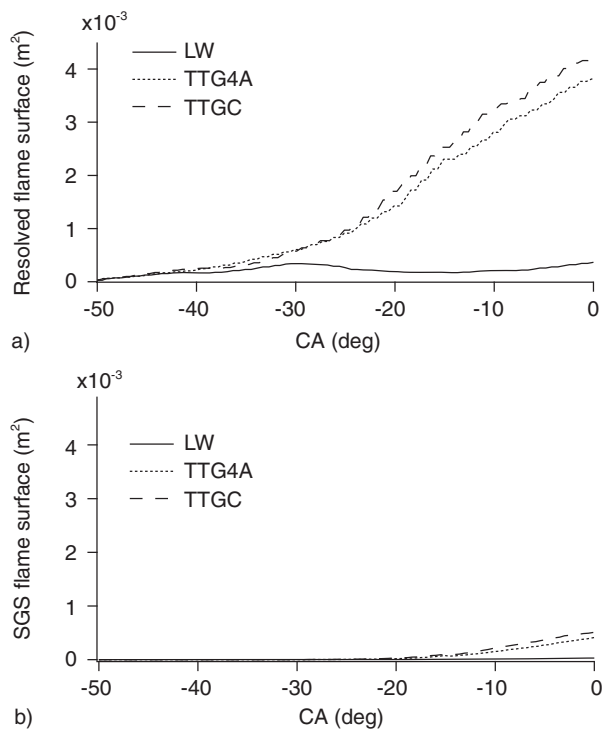 x10⁻³
Resolved flame surface (m²)
4
3
2
1
0
LW
TTG4A
TTGC
-50 -40 -30 -20 -10 0
CA (deg)
a)
x10⁻³
SGS flame surface (m²)
4
3
2
1
0
LW
TTG4A
TTGC
-50 -40 -30 -20 -10 0
CA (deg)
b)